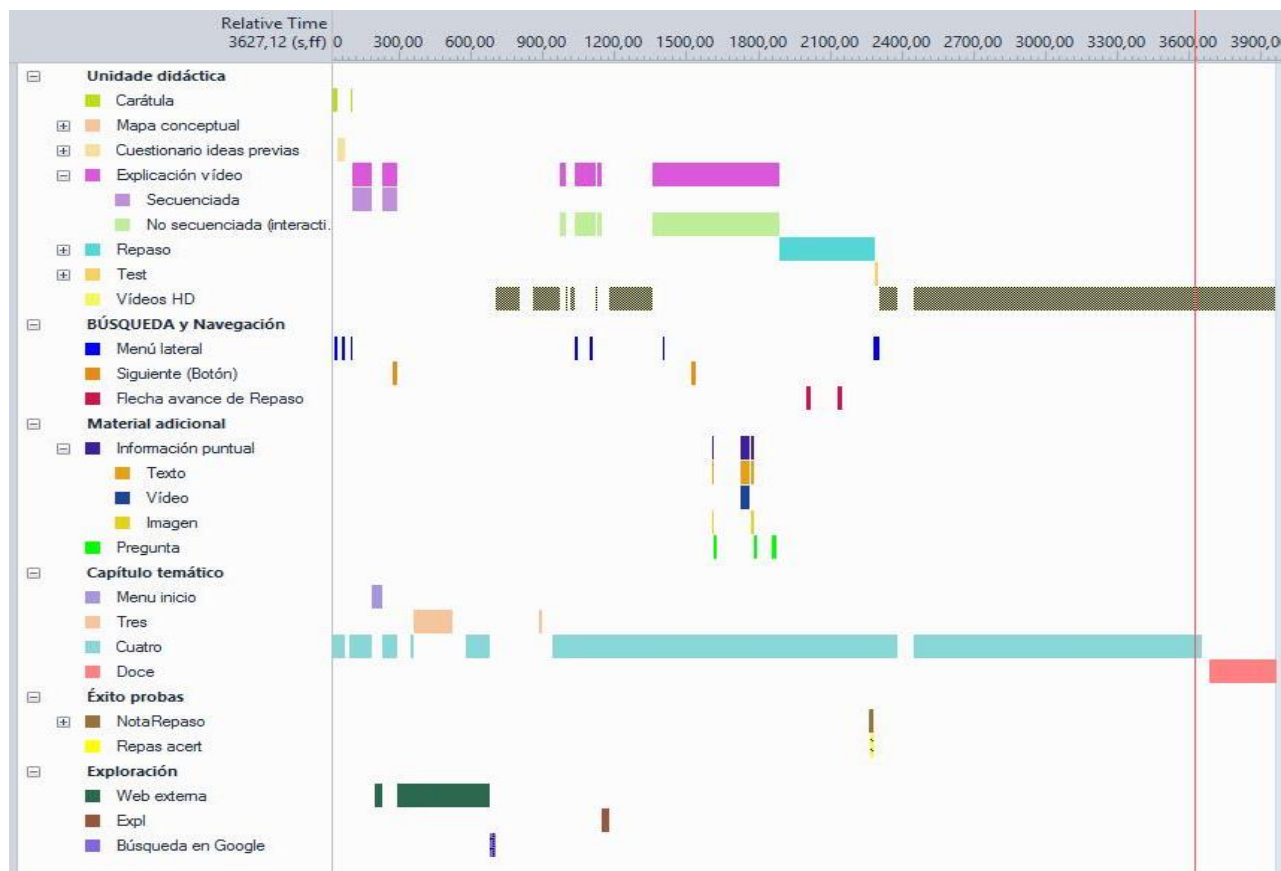 Relative Time
3627,12 (s,ff) 0 300,00 600,00 900,00 1200,00 1500,00 1800,00 2100,00 2400,00 2700,00 3000,00 3300,00 3600,00 3900,0
Unidade didáctica
Carátula
Mapa conceptual
Cuestionario ideas previas
Explicación vídeo
Secuenciada
No secuenciada (interacti.
Repaso
Test
Vídeos HD
BÚSQUEDA y Navegación
Menú lateral
Siguiente (Botón)
Flecha avance de Repaso
Material adicional
Información puntual
Texto
Vídeo
Imagen
Pregunta
Capítulo temático
Menu inicio
Tres
Cuatro
Doce
Éxito probas
NotaRepaso
Repas acert
Exploración
Web externa
Expl
Búsqueda en Google